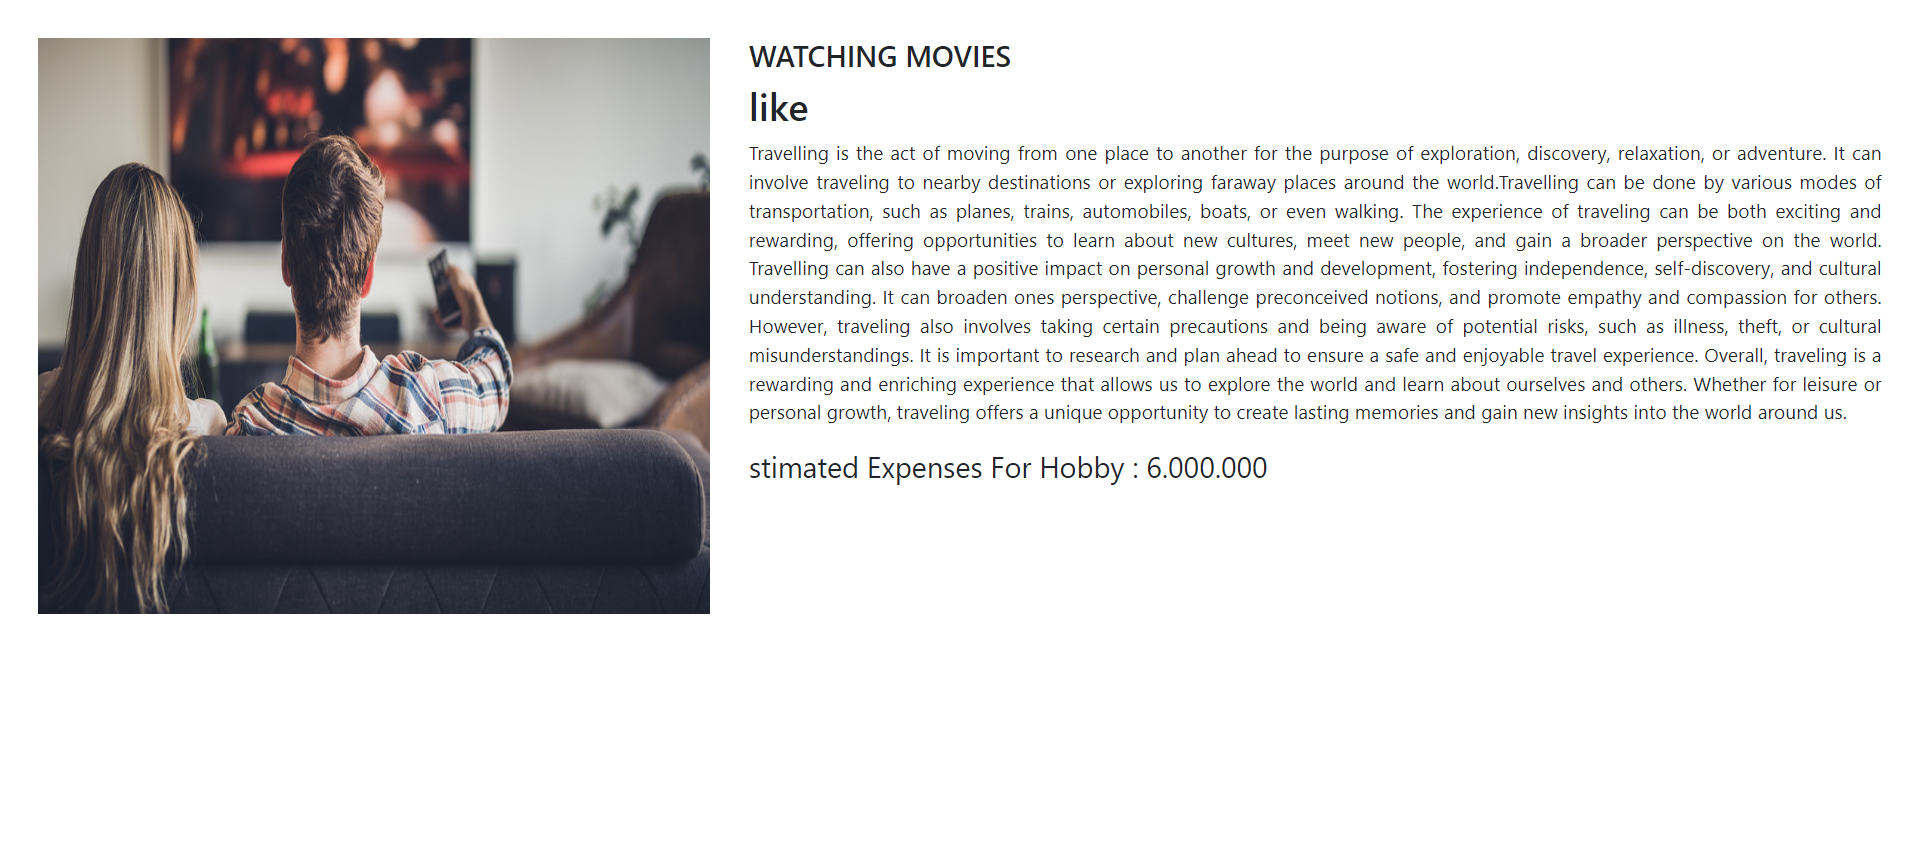 WATCHING MOVIES
like
Travelling is the act of moving from one place to another for the purpose of exploration, discovery, relaxation, or adventure. It can
involve traveling to nearby destinations or exploring faraway places around the world.Travelling can be done by various modes of
transportation, such as planes, trains, automobiles, boats, or even walking. The experience of traveling can be both exciting and
rewarding, offering opportunities to learn about new cultures, meet new people, and gain a broader perspective on the world.
Travelling can also have a positive impact on personal growth and development, fostering independence, self-discovery, and cultural
understanding. It can broaden ones perspective, challenge preconceived notions, and promote empathy and compassion for others.
However, traveling also involves taking certain precautions and being aware of potential risks, such as illness, theft, or cultural
misunderstandings. It is important to research and plan ahead to ensure a safe and enjoyable travel experience. Overall, traveling is a
rewarding and enriching experience that allows us to explore the world and learn about ourselves and others. Whether for leisure or
personal growth, traveling offers a unique opportunity to create lasting memories and gain new insights into the world around us.
stimated Expenses For Hobby : 6.000.000